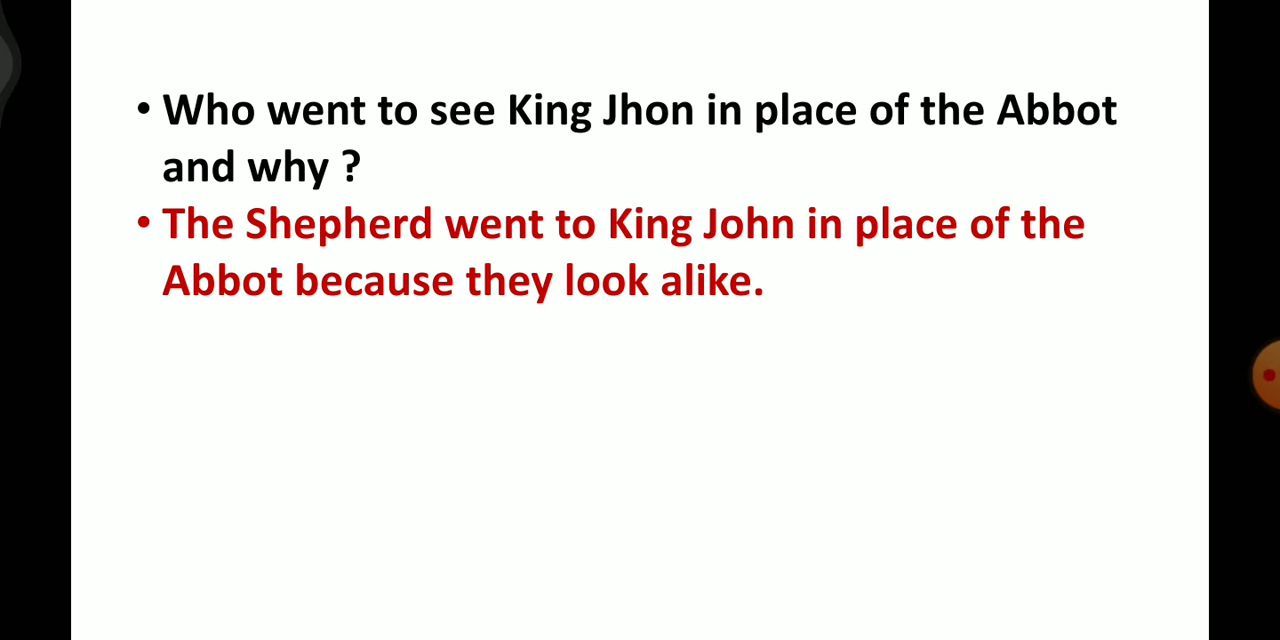 • Who went to see King Jhon in place of the Abbot
and why ?
• The Shepherd went to King John in place of the
Abbot because they look alike.